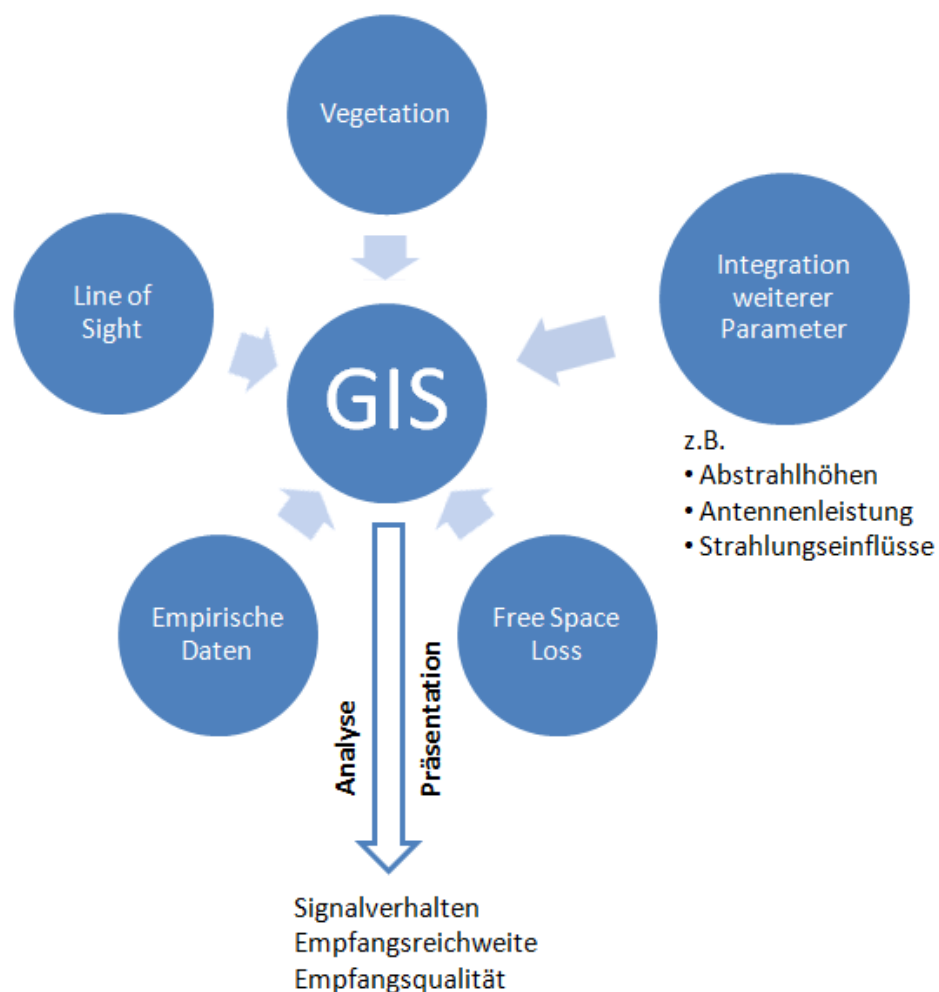 Vegetation
Line of
Sight
Integration
weiterer
Parameter
GIS
z.B.
• Abstrahlhöhen
• Antennenleistung
• Strahlungseinflüsse
Empirische
Daten
Free Space
Loss
Analyse
Präsentation
Signalverhalten
Empfangsreichweite
Empfangsqualität